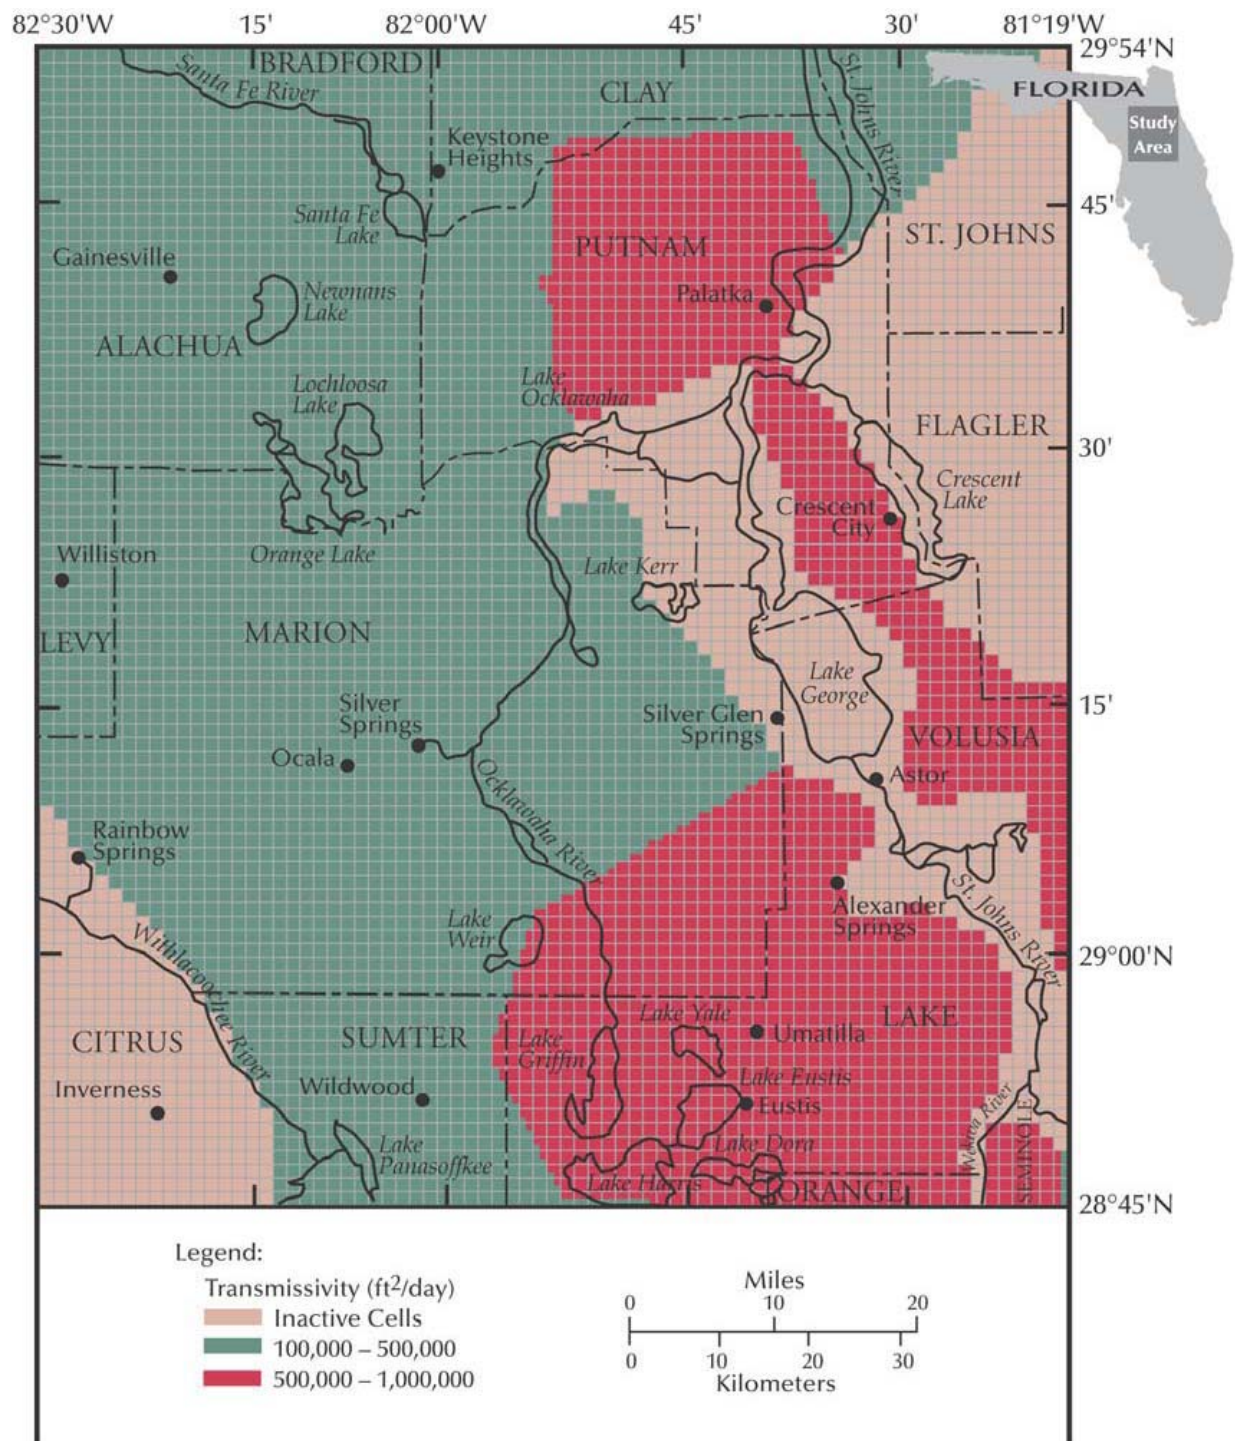 82°30'W 15' 82°00' 45' 30' 81°19'W
29°54'N
BRADFORD
Santa Fe River
CLAY
St. Johns River
FLORIDA
Study
Area
Keystone
Heights
Santa Fe
Lake
45'
ST. JOHNS
PUTNAM
Gainesville
Newnans
Lake
Palatka
ALACHUA
Lochloosa
Lake
Lake
Ocklawaha
FLAGLER
30'
Crescent
Lake
Crescent
City
Orange Lake
Williston
Lake Kerr
LEVY
MARION
Lake
George
Silver
Springs
Silver Glen
Springs
15'
VOLUSIA
Ocala
Astor
Ocklawaha River
Rainbow
Springs
St. Johns River
Alexander
Springs
Lake
Weir
Withlacoochee River
29°00'N
Lake Yale
LAKE
CITRUS
SUMTER
Lake
Griffin
Umatilla
Lake Eustis
Inverness
Wildwood
Eustis
Wekiva River
SEMINOLE
Lake
Panasoffkee
Lake Dora
Lake Harris
ORANGE
28°45'N
Legend:
Transmissivity (ft²/day)
Inactive Cells
100,000 – 500,000
500,000 – 1,000,000
Miles
0 10 20
0 10 20 30
Kilometers